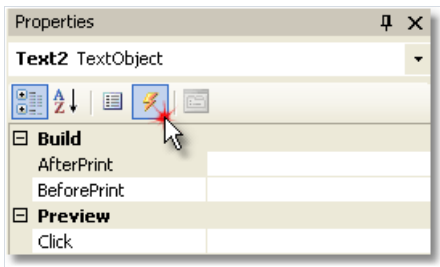 Properties
Text2 TextObject
A
Z
Build
AfterPrint
BeforePrint
Preview
Click